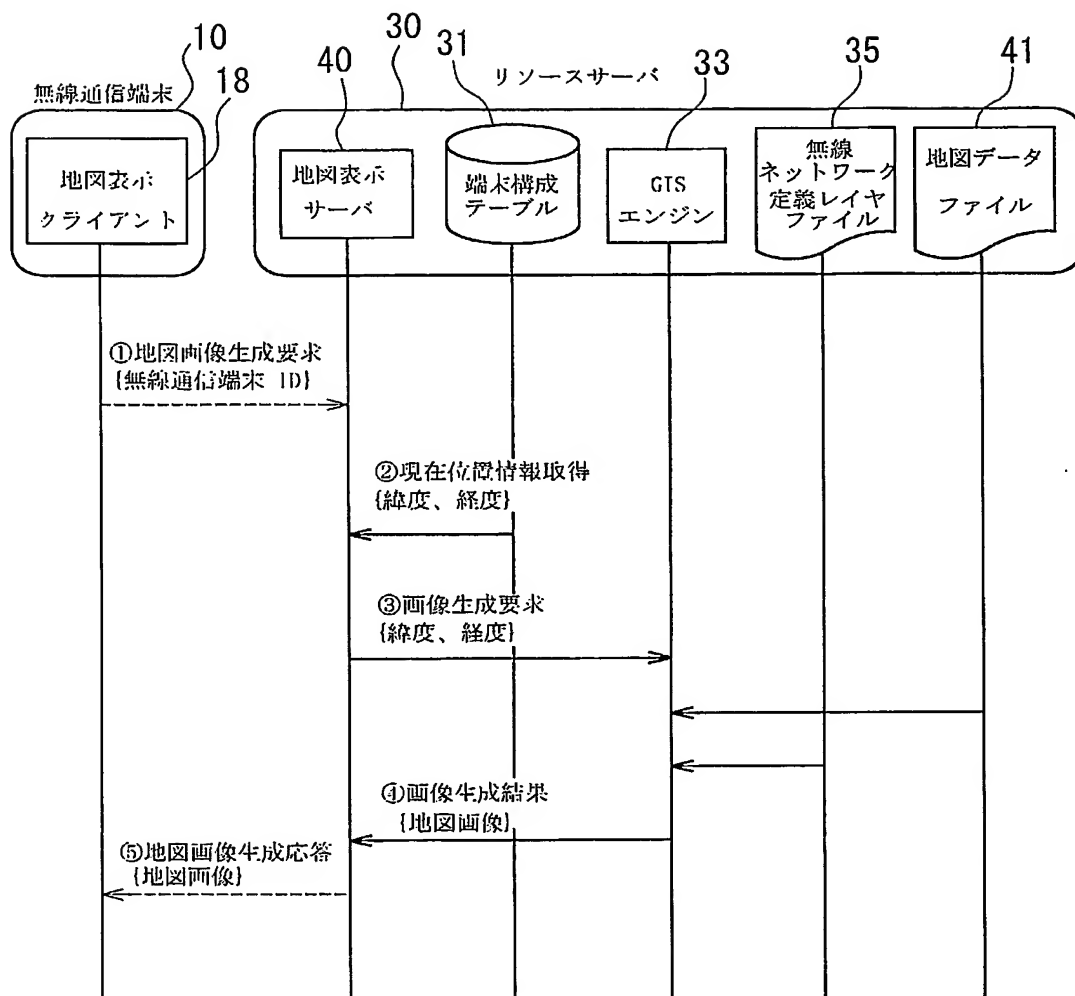 10
18
無線通信端末
地図表示
クライアント
30
リソースサーバ
40
31
33
35
41
地図表示
サーバ
端末構成
テーブル
GTS
エンジン
無線
ネットワーク
定義レイヤ
ファイル
地図データ
ファイル
①地図画像生成要求
{無線通信端末 ID}
②現在位置情報取得
{緯度、経度}
③画像生成要求
{緯度、経度}
④画像生成結果
{地図画像}
⑤地図画像生成応答
{地図画像}